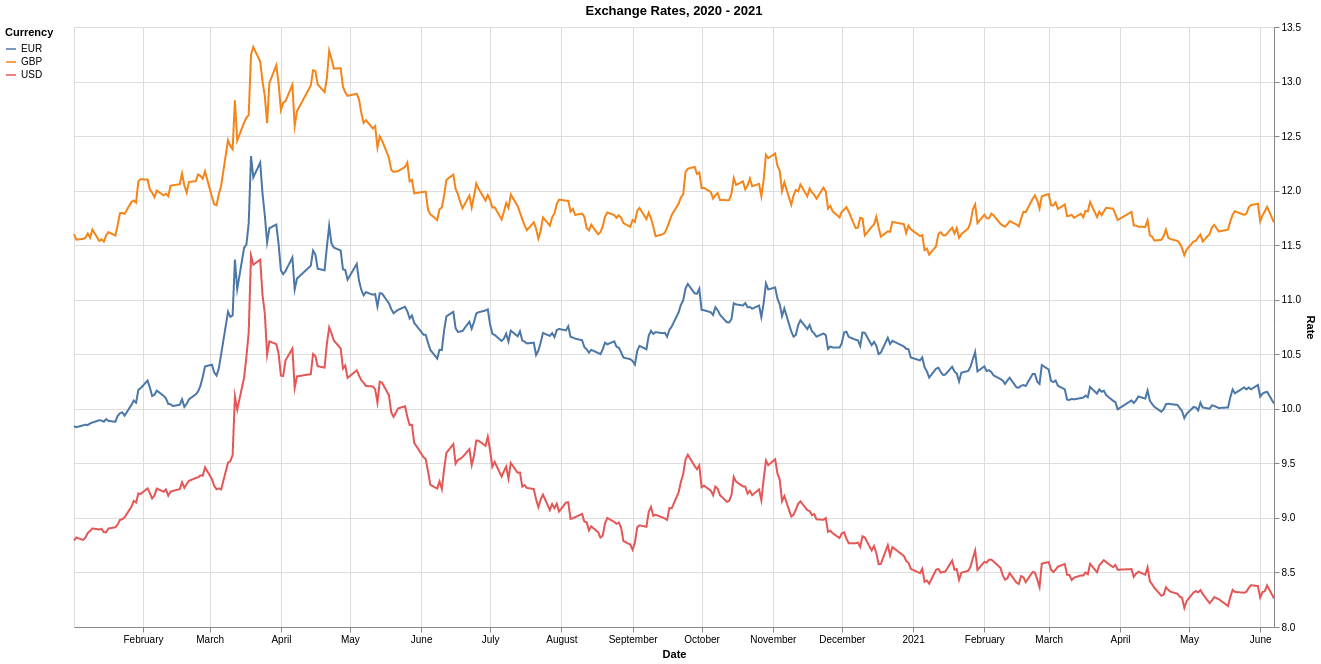 Exchange Rates, 2020 - 2021
Currency
EUR
GBP
USD
13.5
13.0
12.5
12.0
11.5
11.0
10.5
10.0
9.5
9.0
8.5
8.0
Rate
February March April May June July August September October November December 2021 February March April May June
Date